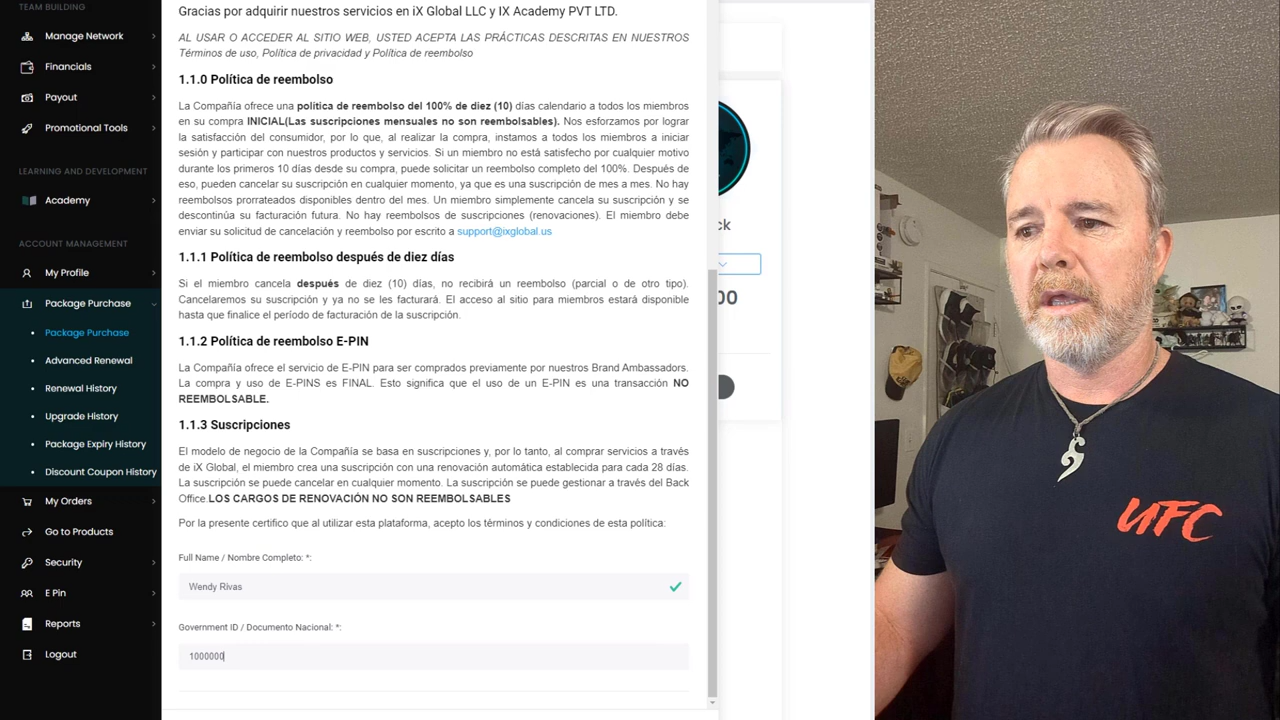 TEAM BUILDING
Manage Network
Financials
Payout
Promotional Tools
LEARNING AND DEVELOPMENT
Academy
ACCOUNT MANAGEMENT
My Profile
Package Purchase
Package Purchase
Advanced Renewal
Renewal History
Upgrade History
Package Expiry History
Discount Coupon History
My Orders
Go to Products
Security
E Pin
Reports
Logout
Gracias por adquirir nuestros servicios en iX Global LLC y IX Academy PVT LTD.
AL USAR O ACCEDER AL SITIO WEB, USTED ACEPTA LAS PRÁCTICAS DESCRITAS EN NUESTROS
Términos de uso, Política de privacidad y Política de reembolso
1.1.0 Política de reembolso
La Compañía ofrece una política de reembolso del 100% de diez (10) días calendario a todos los miembros
en su compra INICIAL(Las suscripciones mensuales no son reembolsables). Nos esforzamos por lograr
la satisfacción del consumidor, por lo que, al realizar la compra, instamos a todos los miembros a iniciar
sesión y participar con nuestros productos y servicios. Si un miembro no está satisfecho por cualquier motivo
durante los primeros 10 días desde su compra, puede solicitar un reembolso completo del 100%. Después de
eso, pueden cancelar su suscripción en cualquier momento, ya que es una suscripción de mes a mes. No hay
reembolsos prorrateados disponibles dentro del mes. Un miembro simplemente cancela su suscripción y se
descontinúa su facturación futura. No hay reembolsos de suscripciones (renovaciones). El miembro debe
enviar su solicitud de cancelación y reembolso por escrito a support@ixglobal.us
1.1.1 Política de reembolso después de diez días
Si el miembro cancela después de diez (10) días, no recibirá un reembolso (parcial o de otro tipo).
Cancelaremos su suscripción y ya no se les facturará. El acceso al sitio para miembros estará disponible
hasta que finalice el período de facturación de la suscripción.
1.1.2 Política de reembolso E-PIN
La Compañía ofrece el servicio de E-PIN para ser comprados previamente por nuestros Brand Ambassadors.
La compra y uso de E-PINS es FINAL. Esto significa que el uso de un E-PIN es una transacción NO
REEMBOLSABLE.
1.1.3 Suscripciones
El modelo de negocio de la Compañía se basa en suscripciones y, por lo tanto, al comprar servicios a través
de iX Global, el miembro crea una suscripción con una renovación automática establecida para cada 28 días.
La suscripción se puede cancelar en cualquier momento. La suscripción se puede gestionar a través del Back
Office.LOS CARGOS DE RENOVACIÓN NO SON REEMBOLSABLES
Por la presente certifico que al utilizar esta plataforma, acepto los términos y condiciones de esta política:
Full Name / Nombre Completo: *:
Wendy Rivas
Government ID / Documento Nacional: *:
1000000
ck
00
UFC